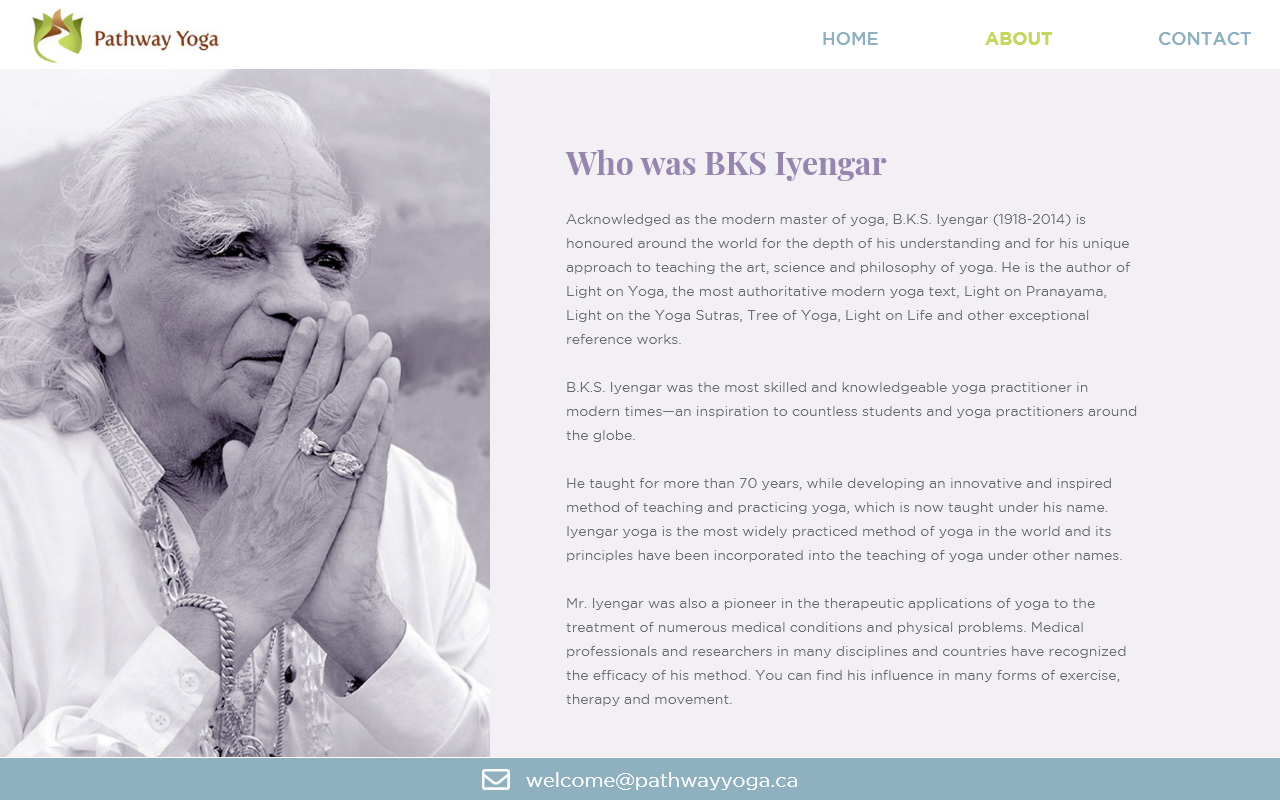 Pathway Yoga
HOME
ABOUT
CONTACT
Who was BKS Iyengar
Acknowledged as the modern master of yoga, B.K.S. Iyengar (1918-2014) is
honoured around the world for the depth of his understanding and for his unique
approach to teaching the art, science and philosophy of yoga. He is the author of
Light on Yoga, the most authoritative modern yoga text, Light on Pranayama,
Light on the Yoga Sutras, Tree of Yoga, Light on Life and other exceptional
reference works.
B.K.S. Iyengar was the most skilled and knowledgeable yoga practitioner in
modern times—an inspiration to countless students and yoga practitioners around
the globe.
He taught for more than 70 years, while developing an innovative and inspired
method of teaching and practicing yoga, which is now taught under his name.
Iyengar yoga is the most widely practiced method of yoga in the world and its
principles have been incorporated into the teaching of yoga under other names.
Mr. Iyengar was also a pioneer in the therapeutic applications of yoga to the
treatment of numerous medical conditions and physical problems. Medical
professionals and researchers in many disciplines and countries have recognized
the efficacy of his method. You can find his influence in many forms of exercise,
therapy and movement.
welcome@pathwayyoga.ca